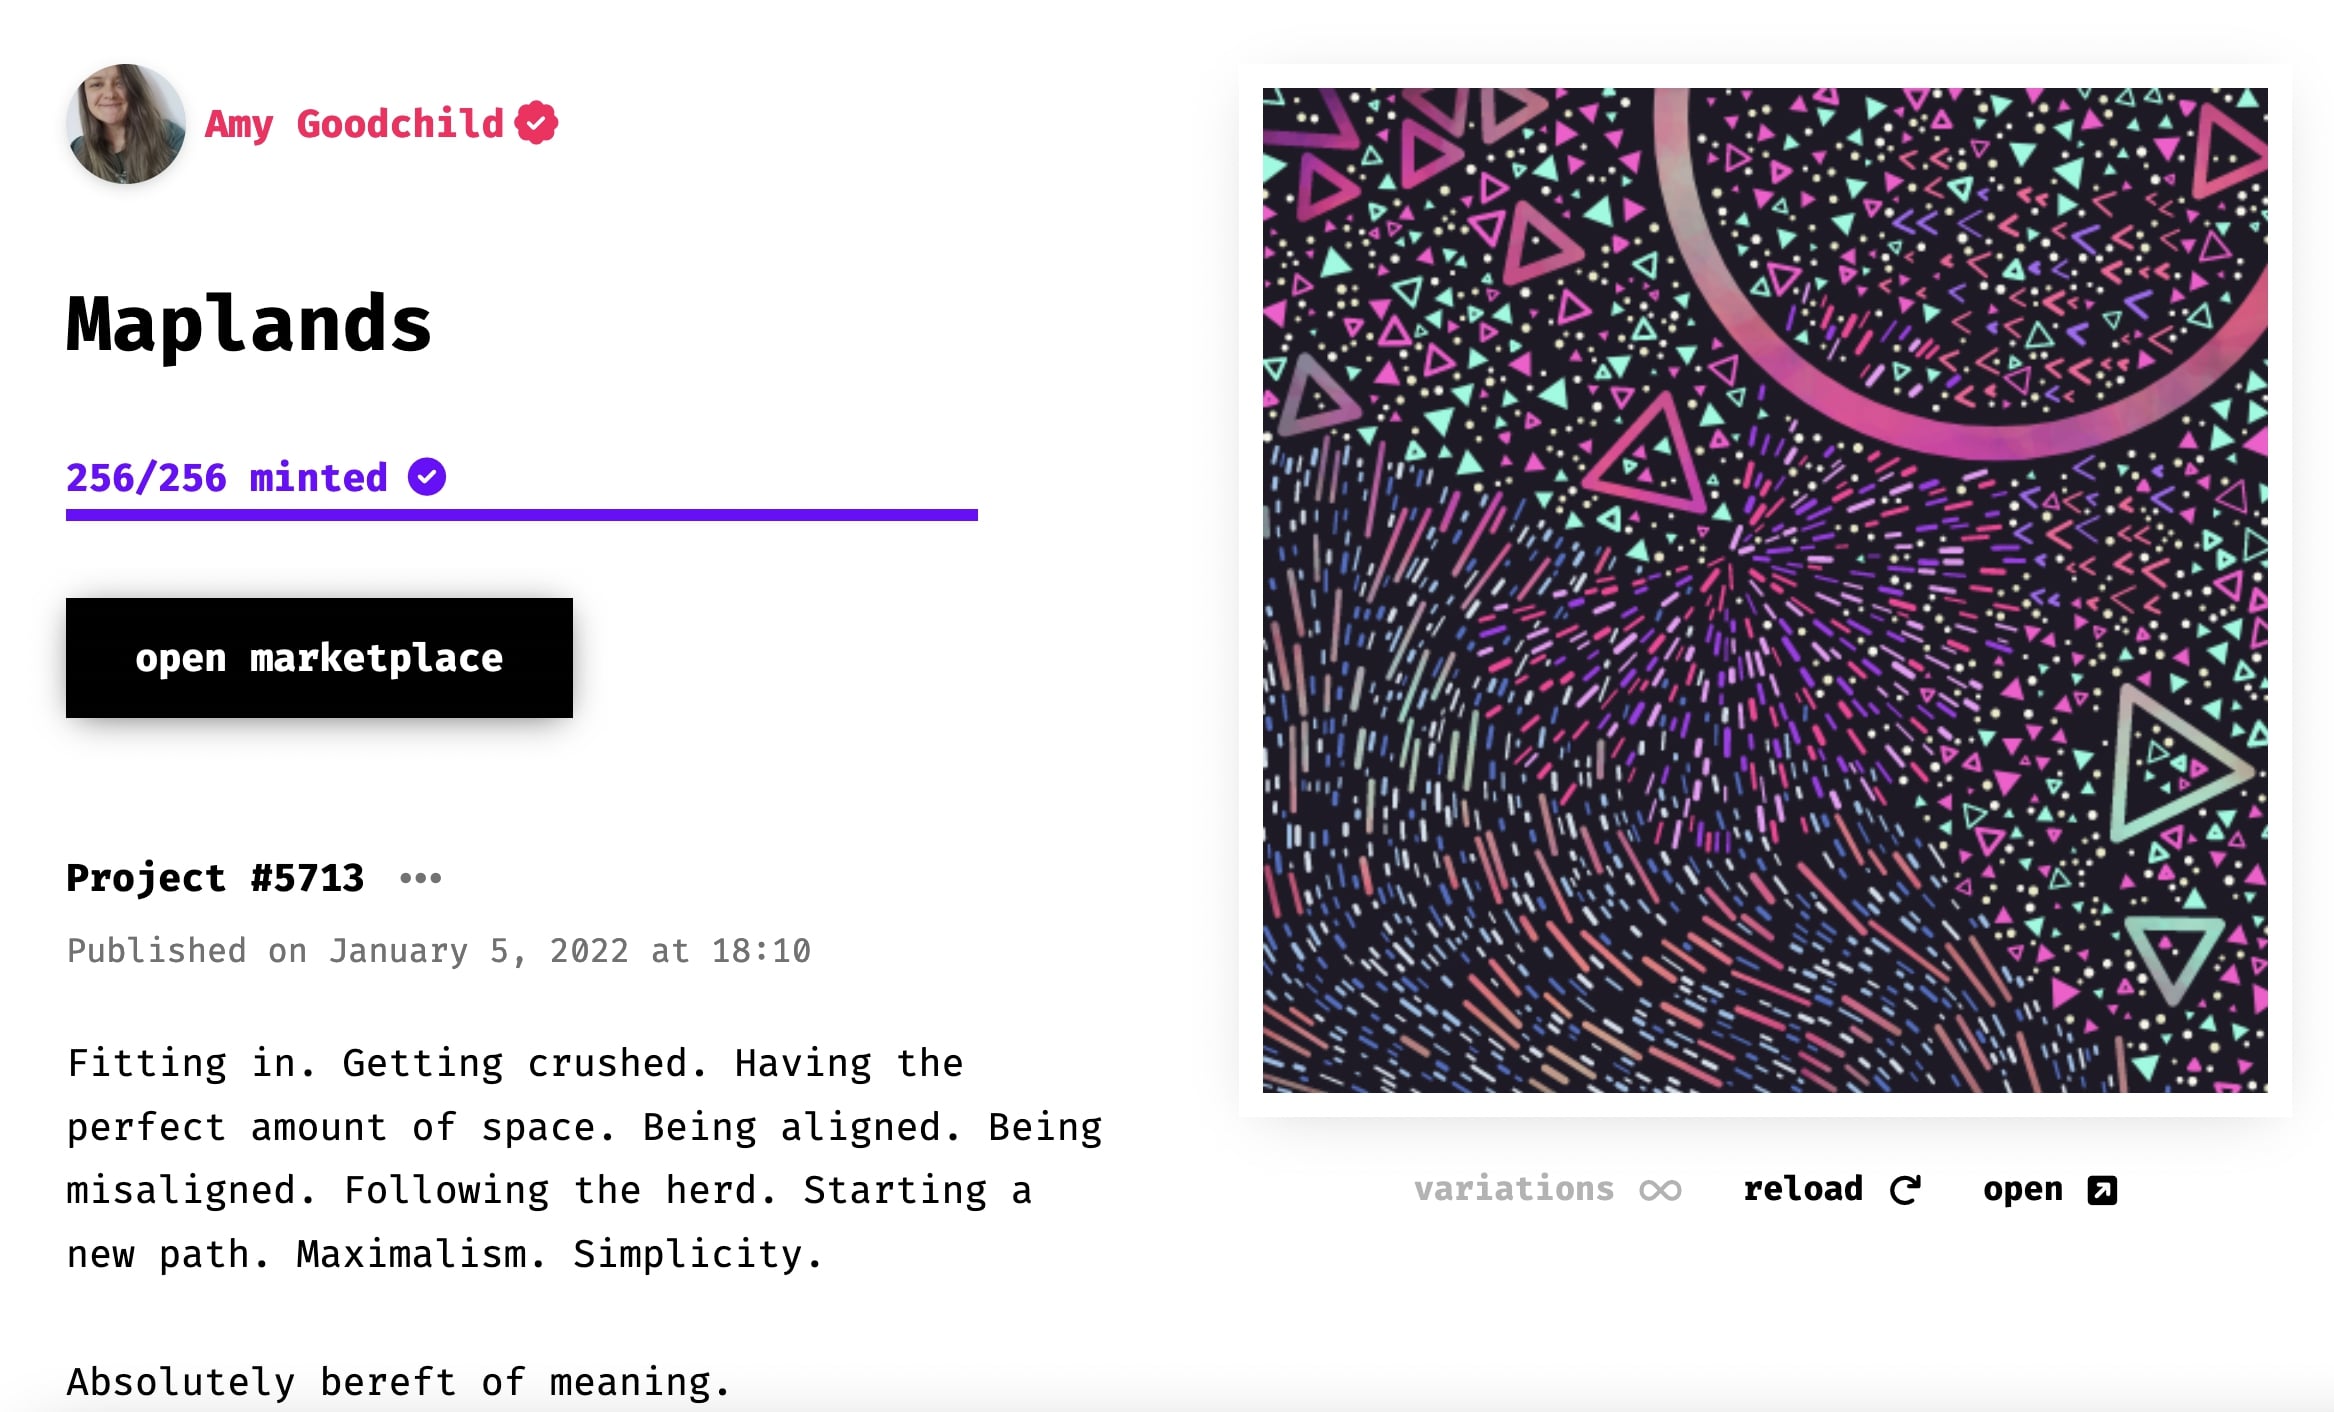 Amy Goodchild
Maplands
256/256 minted
open marketplace
Project #5713 •••
Published on January 5, 2022 at 18:10
Fitting in. Getting crushed. Having the
perfect amount of space. Being aligned. Being
misaligned. Following the herd. Starting a
new path. Maximalism. Simplicity.
Absolutely bereft of meaning.
variations ∞ reload open